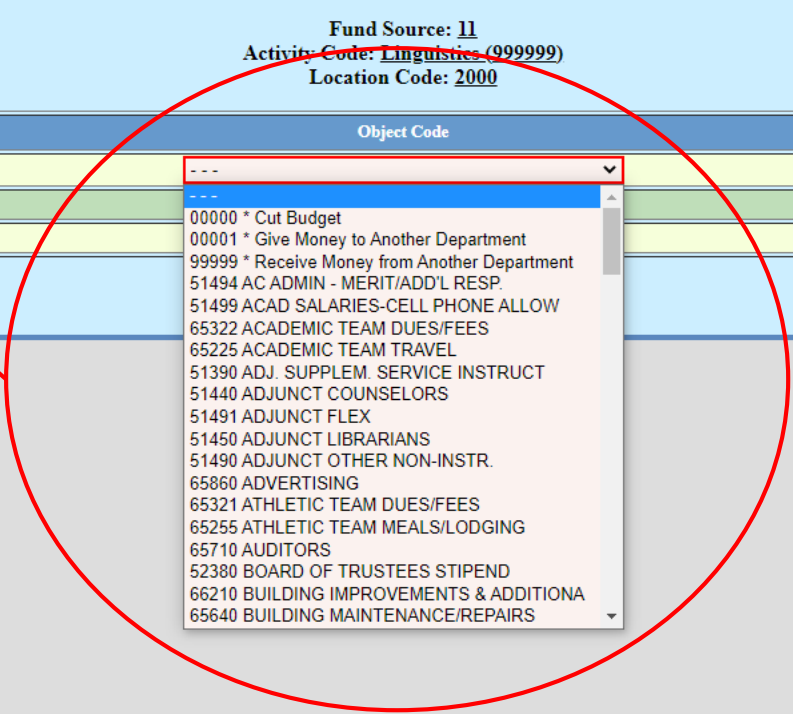 Fund Source: 11
Activity Code: Linguistics (999999)
Location Code: 2000
Object Code
- - -
- - -
00000 * Cut Budget
00001 * Give Money to Another Department
99999 * Receive Money from Another Department
51494 AC ADMIN - MERIT/ADD'L RESP.
51499 ACAD SALARIES-CELL PHONE ALLOW
65322 ACADEMIC TEAM DUES/FEES
65225 ACADEMIC TEAM TRAVEL
51390 ADJ. SUPPLEM. SERVICE INSTRUCT
51440 ADJUNCT COUNSELORS
51491 ADJUNCT FLEX
51450 ADJUNCT LIBRARIANS
51490 ADJUNCT OTHER NON-INSTR.
65860 ADVERTISING
65321 ATHLETIC TEAM DUES/FEES
65255 ATHLETIC TEAM MEALS/LODGING
65710 AUDITORS
52380 BOARD OF TRUSTEES STIPEND
66210 BUILDING IMPROVEMENTS & ADDITIONA
65640 BUILDING MAINTENANCE/REPAIRS